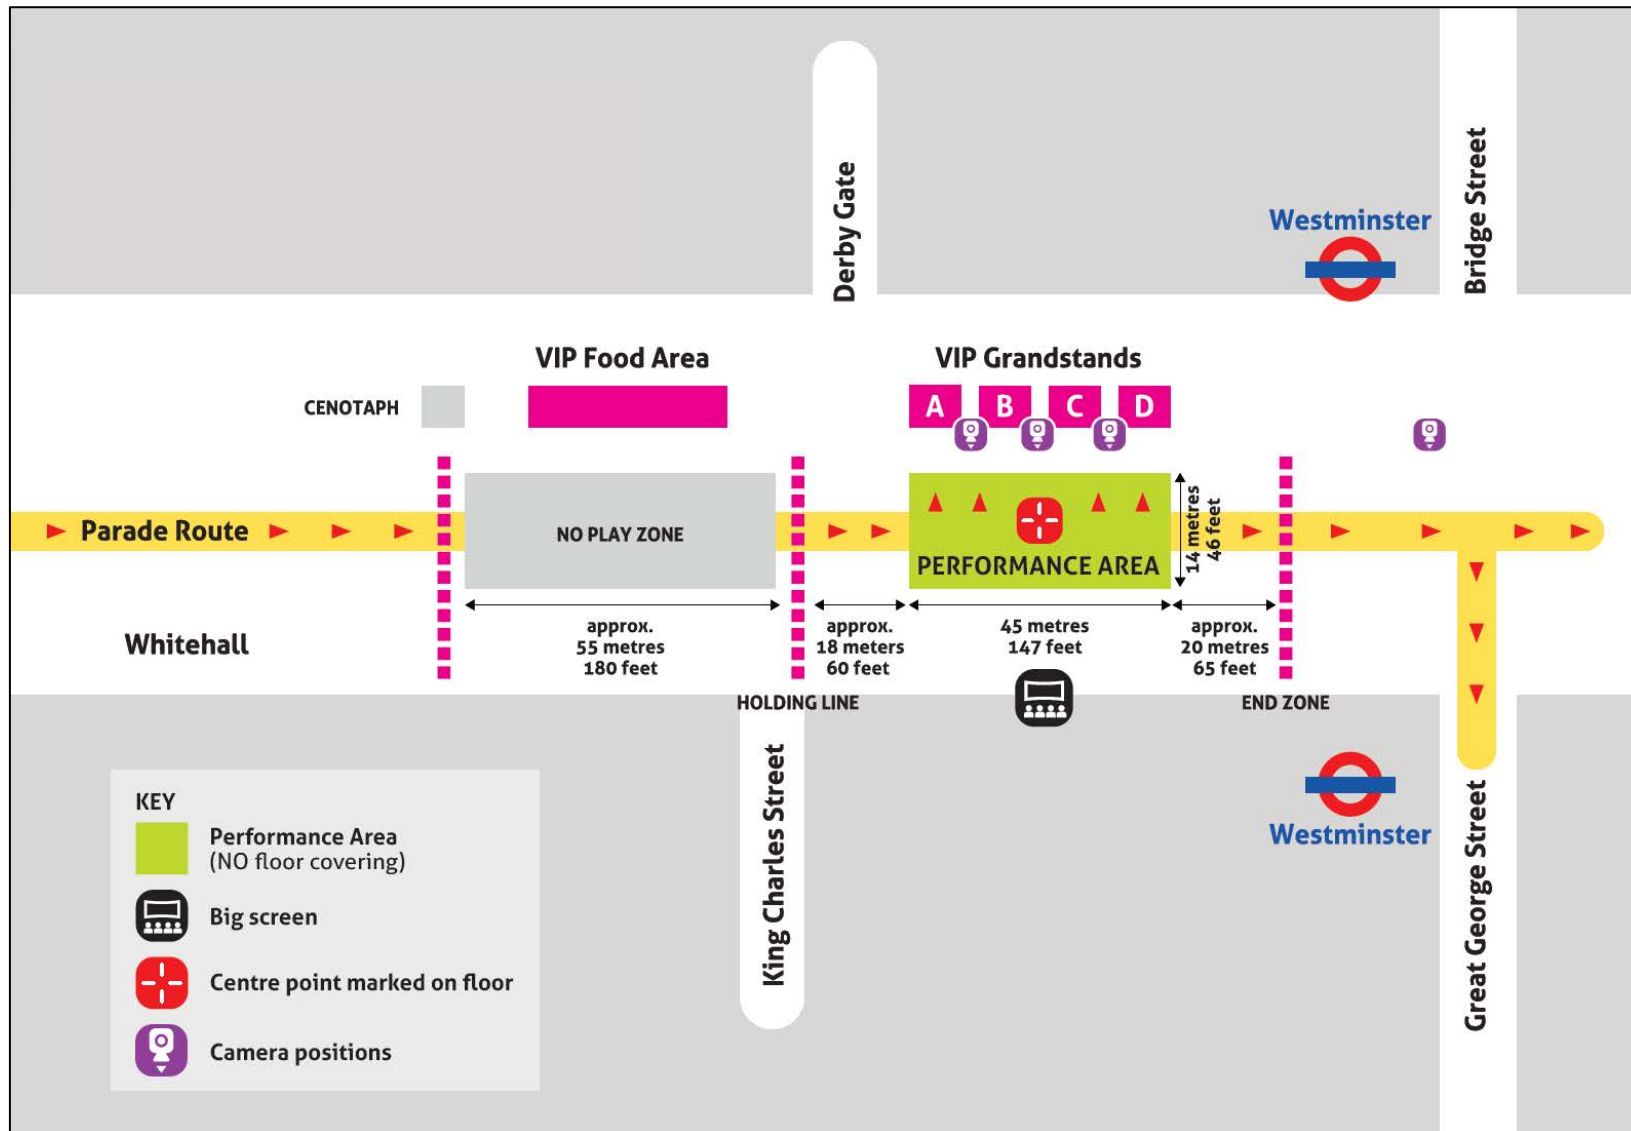 Derby Gate
Westminster
Bridge Street
VIP Food Area
VIP Grandstands
CENOTAPH
A
B
C
D
Parade Route
NO PLAY ZONE
PERFORMANCE AREA
14 metres
46 feet
Whitehall
approx.
55 metres
180 feet
approx.
18 meters
60 feet
45 metres
147 feet
approx.
20 metres
65 feet
HOLDING LINE
END ZONE
King Charles Street
Westminster
Great George Street
KEY
Performance Area
(NO floor covering)
Big screen
Centre point marked on floor
Camera positions